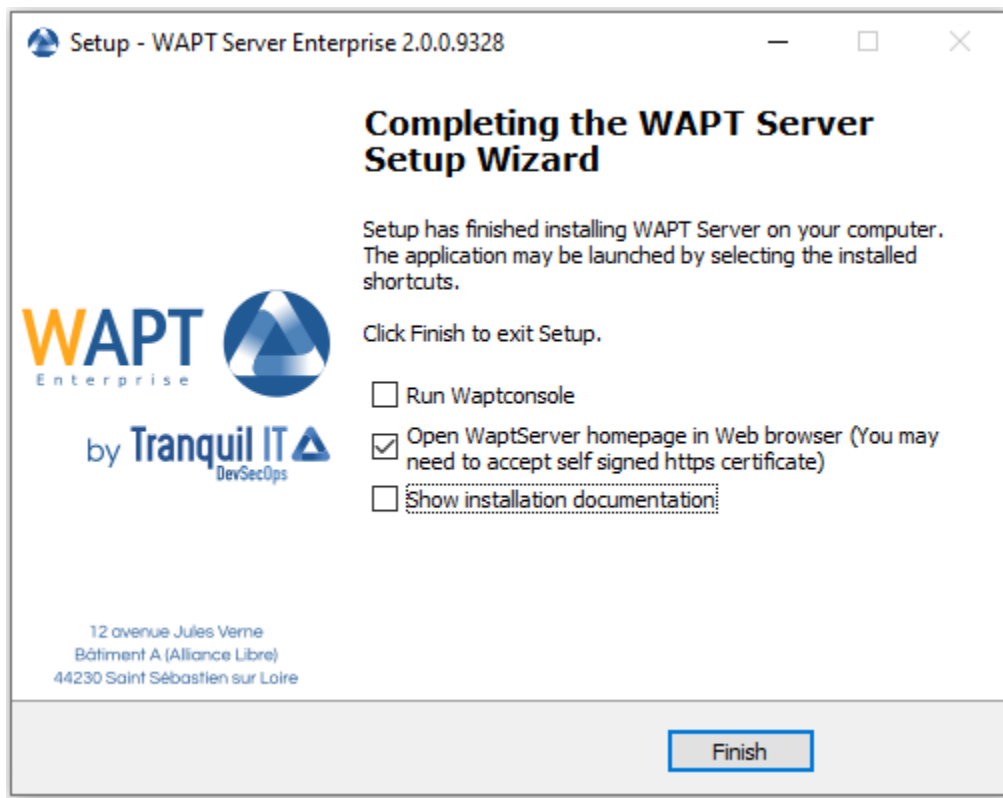 Setup - WAPT Server Enterprise 2.0.0.9328
Completing the WAPT Server
Setup Wizard
Setup has finished installing WAPT Server on your computer.
The application may be launched by selecting the installed
shortcuts.
Click Finish to exit Setup.
WAPT
Enterprise
by Tranquil IT
DevSecOps
Run Waptconsole
Open WaptServer homepage in Web browser (You may
need to accept self signed https certificate)
Show installation documentation
12 avenue Jules Verne
Bâtiment A (Alliance Libre)
44230 Saint Sébastien sur Loire
Finish